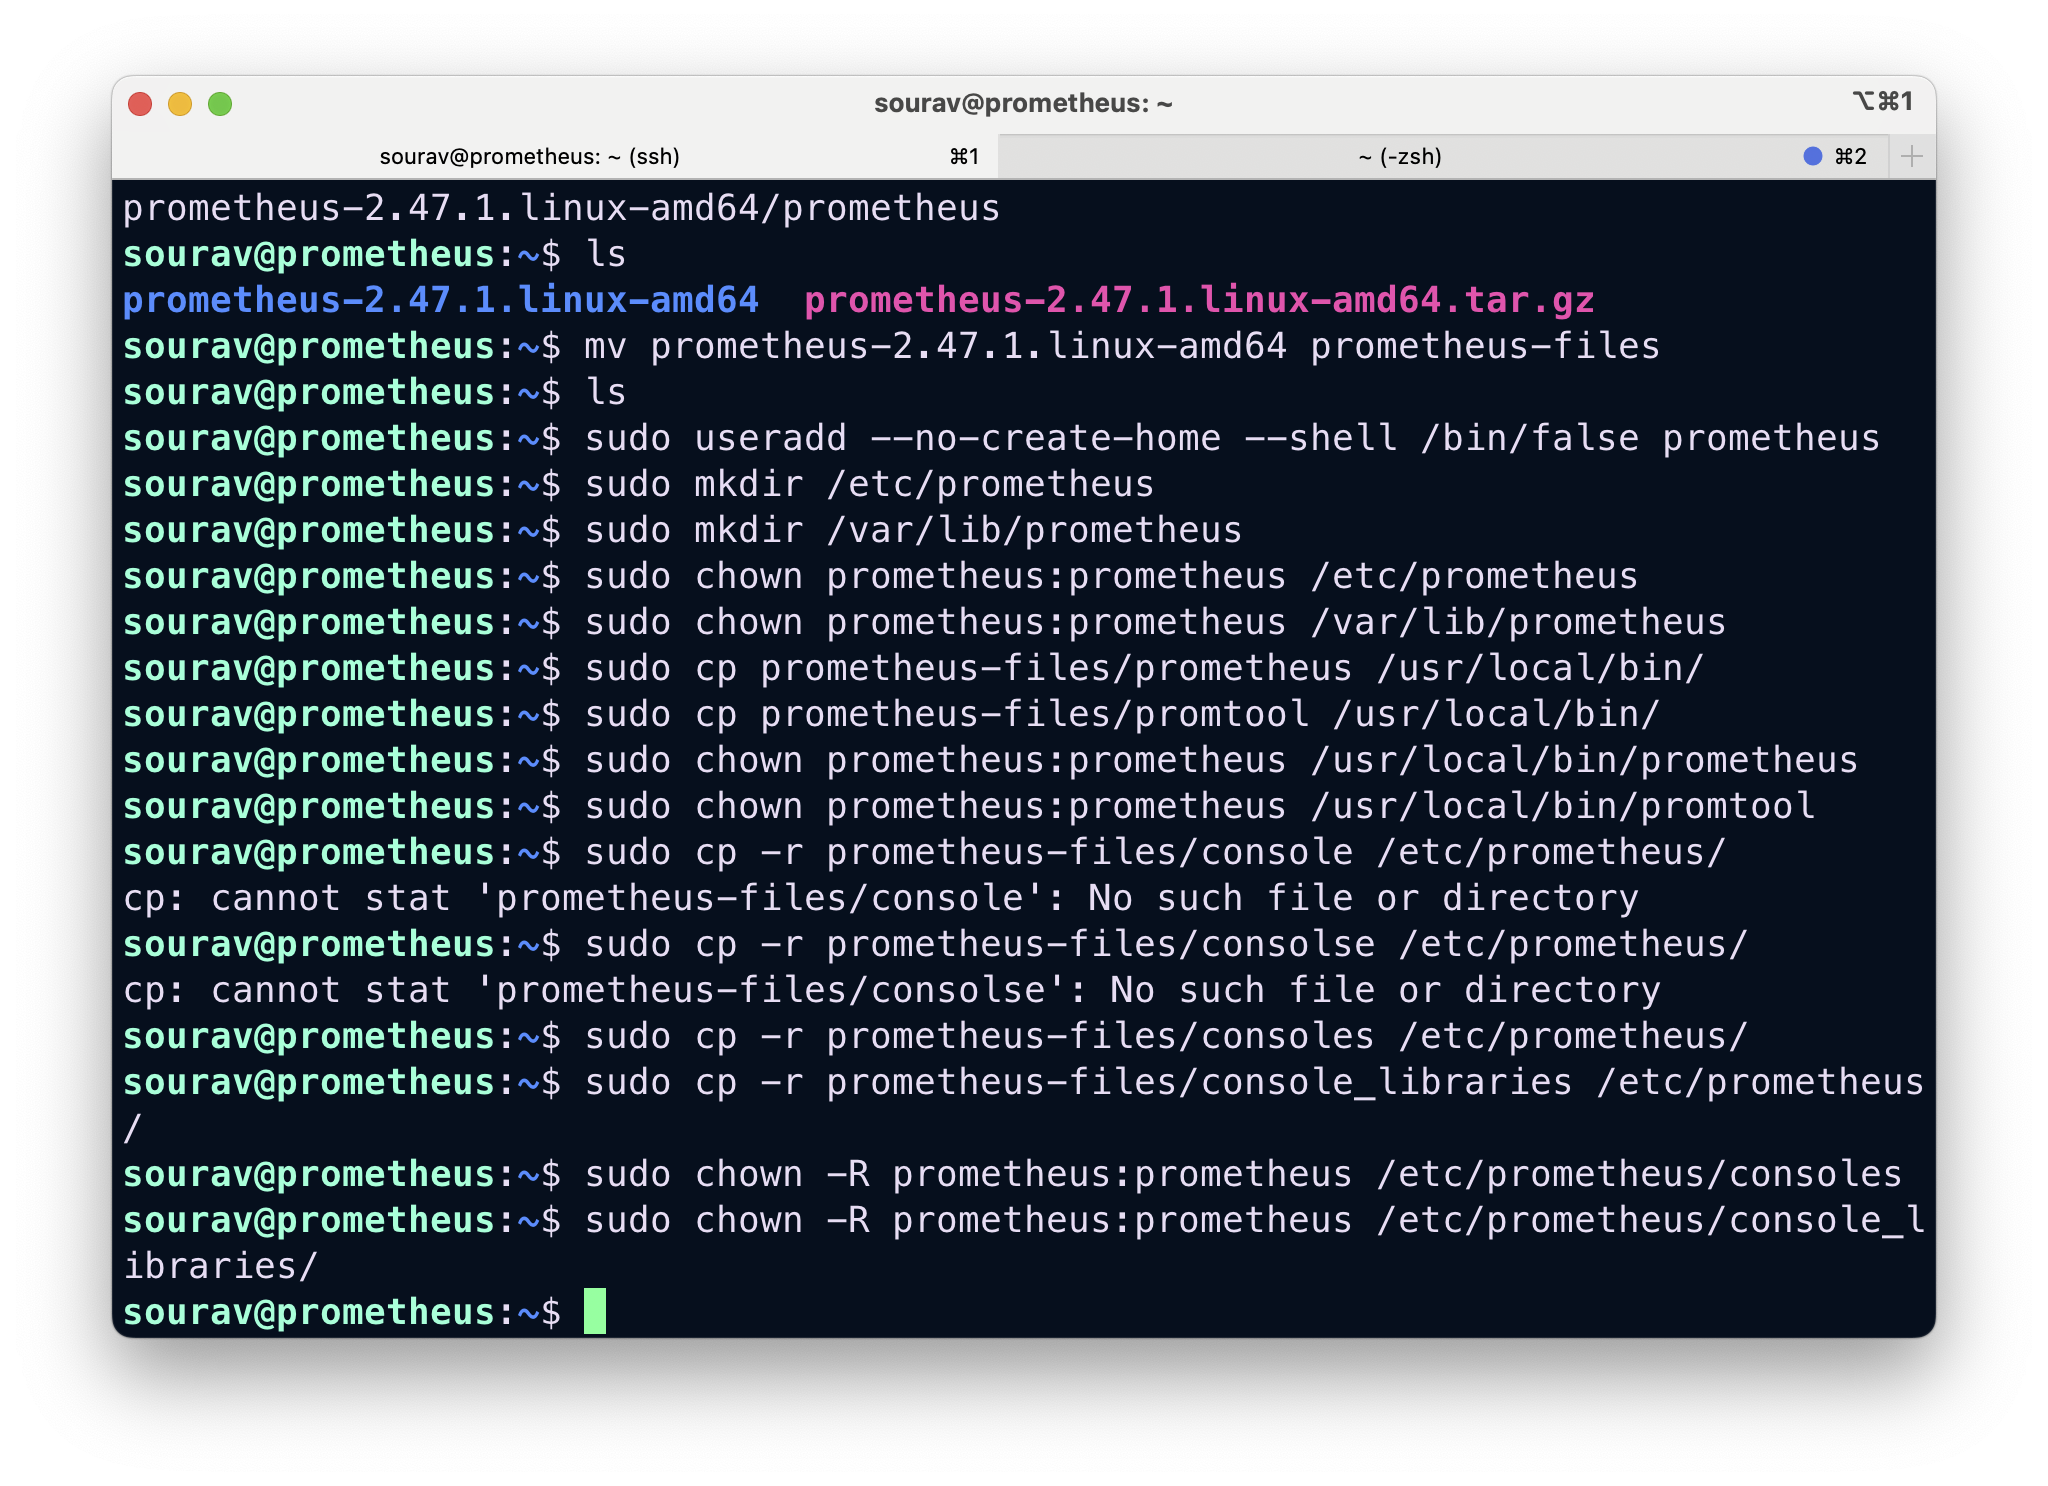 sourav@prometheus: ~
⌥⌘1
sourav@prometheus: ~ (ssh) ⌘1
~ (-zsh) ⌘2
prometheus-2.47.1.linux-amd64/prometheus
sourav@prometheus:~$ ls
prometheus-2.47.1.linux-amd64  prometheus-2.47.1.linux-amd64.tar.gz
sourav@prometheus:~$ mv prometheus-2.47.1.linux-amd64 prometheus-files
sourav@prometheus:~$ ls
sourav@prometheus:~$ sudo useradd --no-create-home --shell /bin/false prometheus
sourav@prometheus:~$ sudo mkdir /etc/prometheus
sourav@prometheus:~$ sudo mkdir /var/lib/prometheus
sourav@prometheus:~$ sudo chown prometheus:prometheus /etc/prometheus
sourav@prometheus:~$ sudo chown prometheus:prometheus /var/lib/prometheus
sourav@prometheus:~$ sudo cp prometheus-files/prometheus /usr/local/bin/
sourav@prometheus:~$ sudo cp prometheus-files/promtool /usr/local/bin/
sourav@prometheus:~$ sudo chown prometheus:prometheus /usr/local/bin/prometheus
sourav@prometheus:~$ sudo chown prometheus:prometheus /usr/local/bin/promtool
sourav@prometheus:~$ sudo cp -r prometheus-files/console /etc/prometheus/
cp: cannot stat 'prometheus-files/console': No such file or directory
sourav@prometheus:~$ sudo cp -r prometheus-files/consolse /etc/prometheus/
cp: cannot stat 'prometheus-files/consolse': No such file or directory
sourav@prometheus:~$ sudo cp -r prometheus-files/consoles /etc/prometheus/
sourav@prometheus:~$ sudo cp -r prometheus-files/console_libraries /etc/prometheus
/
sourav@prometheus:~$ sudo chown -R prometheus:prometheus /etc/prometheus/consoles
sourav@prometheus:~$ sudo chown -R prometheus:prometheus /etc/prometheus/console_l
ibraries/
sourav@prometheus:~$